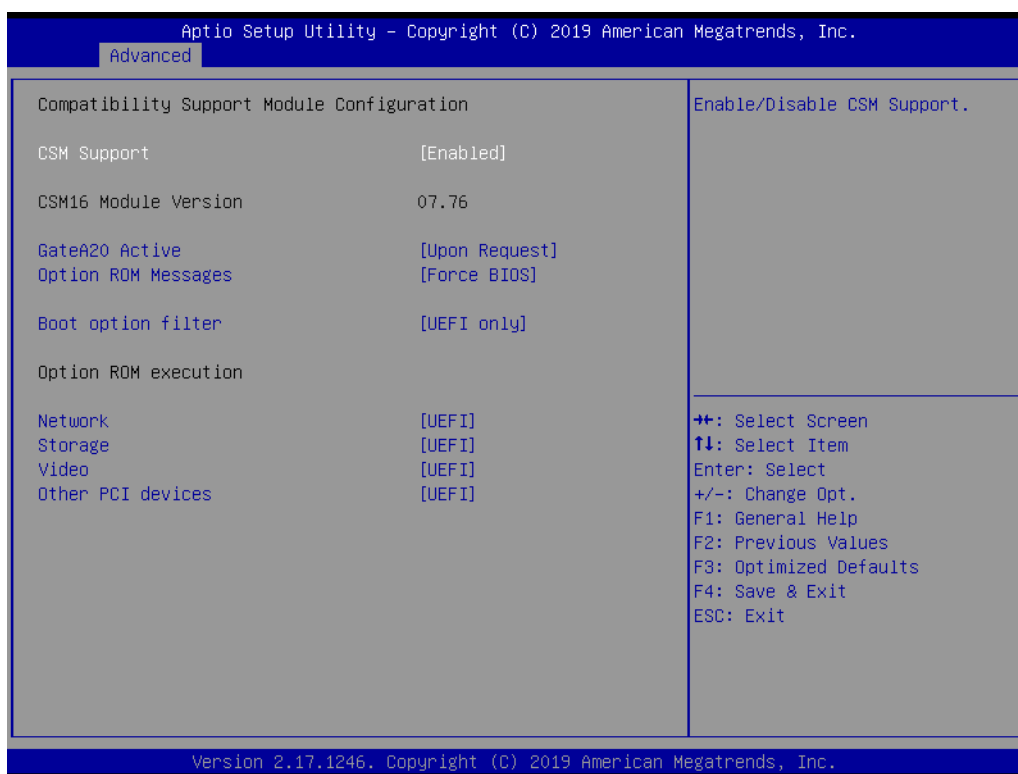 Aptio Setup Utility – Copyright (C) 2019 American Megatrends, Inc.
Advanced
Compatibility Support Module Configuration
CSM Support [Enabled]
CSM16 Module Version 07.76
GateA20 Active [Upon Request]
Option ROM Messages [Force BIOS]
Boot option filter [UEFI only]
Option ROM execution
Network [UEFI]
Storage [UEFI]
Video [UEFI]
Other PCI devices [UEFI]
Enable/Disable CSM Support.
→←: Select Screen
↑↓: Select Item
Enter: Select
+/-: Change Opt.
F1: General Help
F2: Previous Values
F3: Optimized Defaults
F4: Save & Exit
ESC: Exit
Version 2.17.1246. Copyright (C) 2019 American Megatrends, Inc.